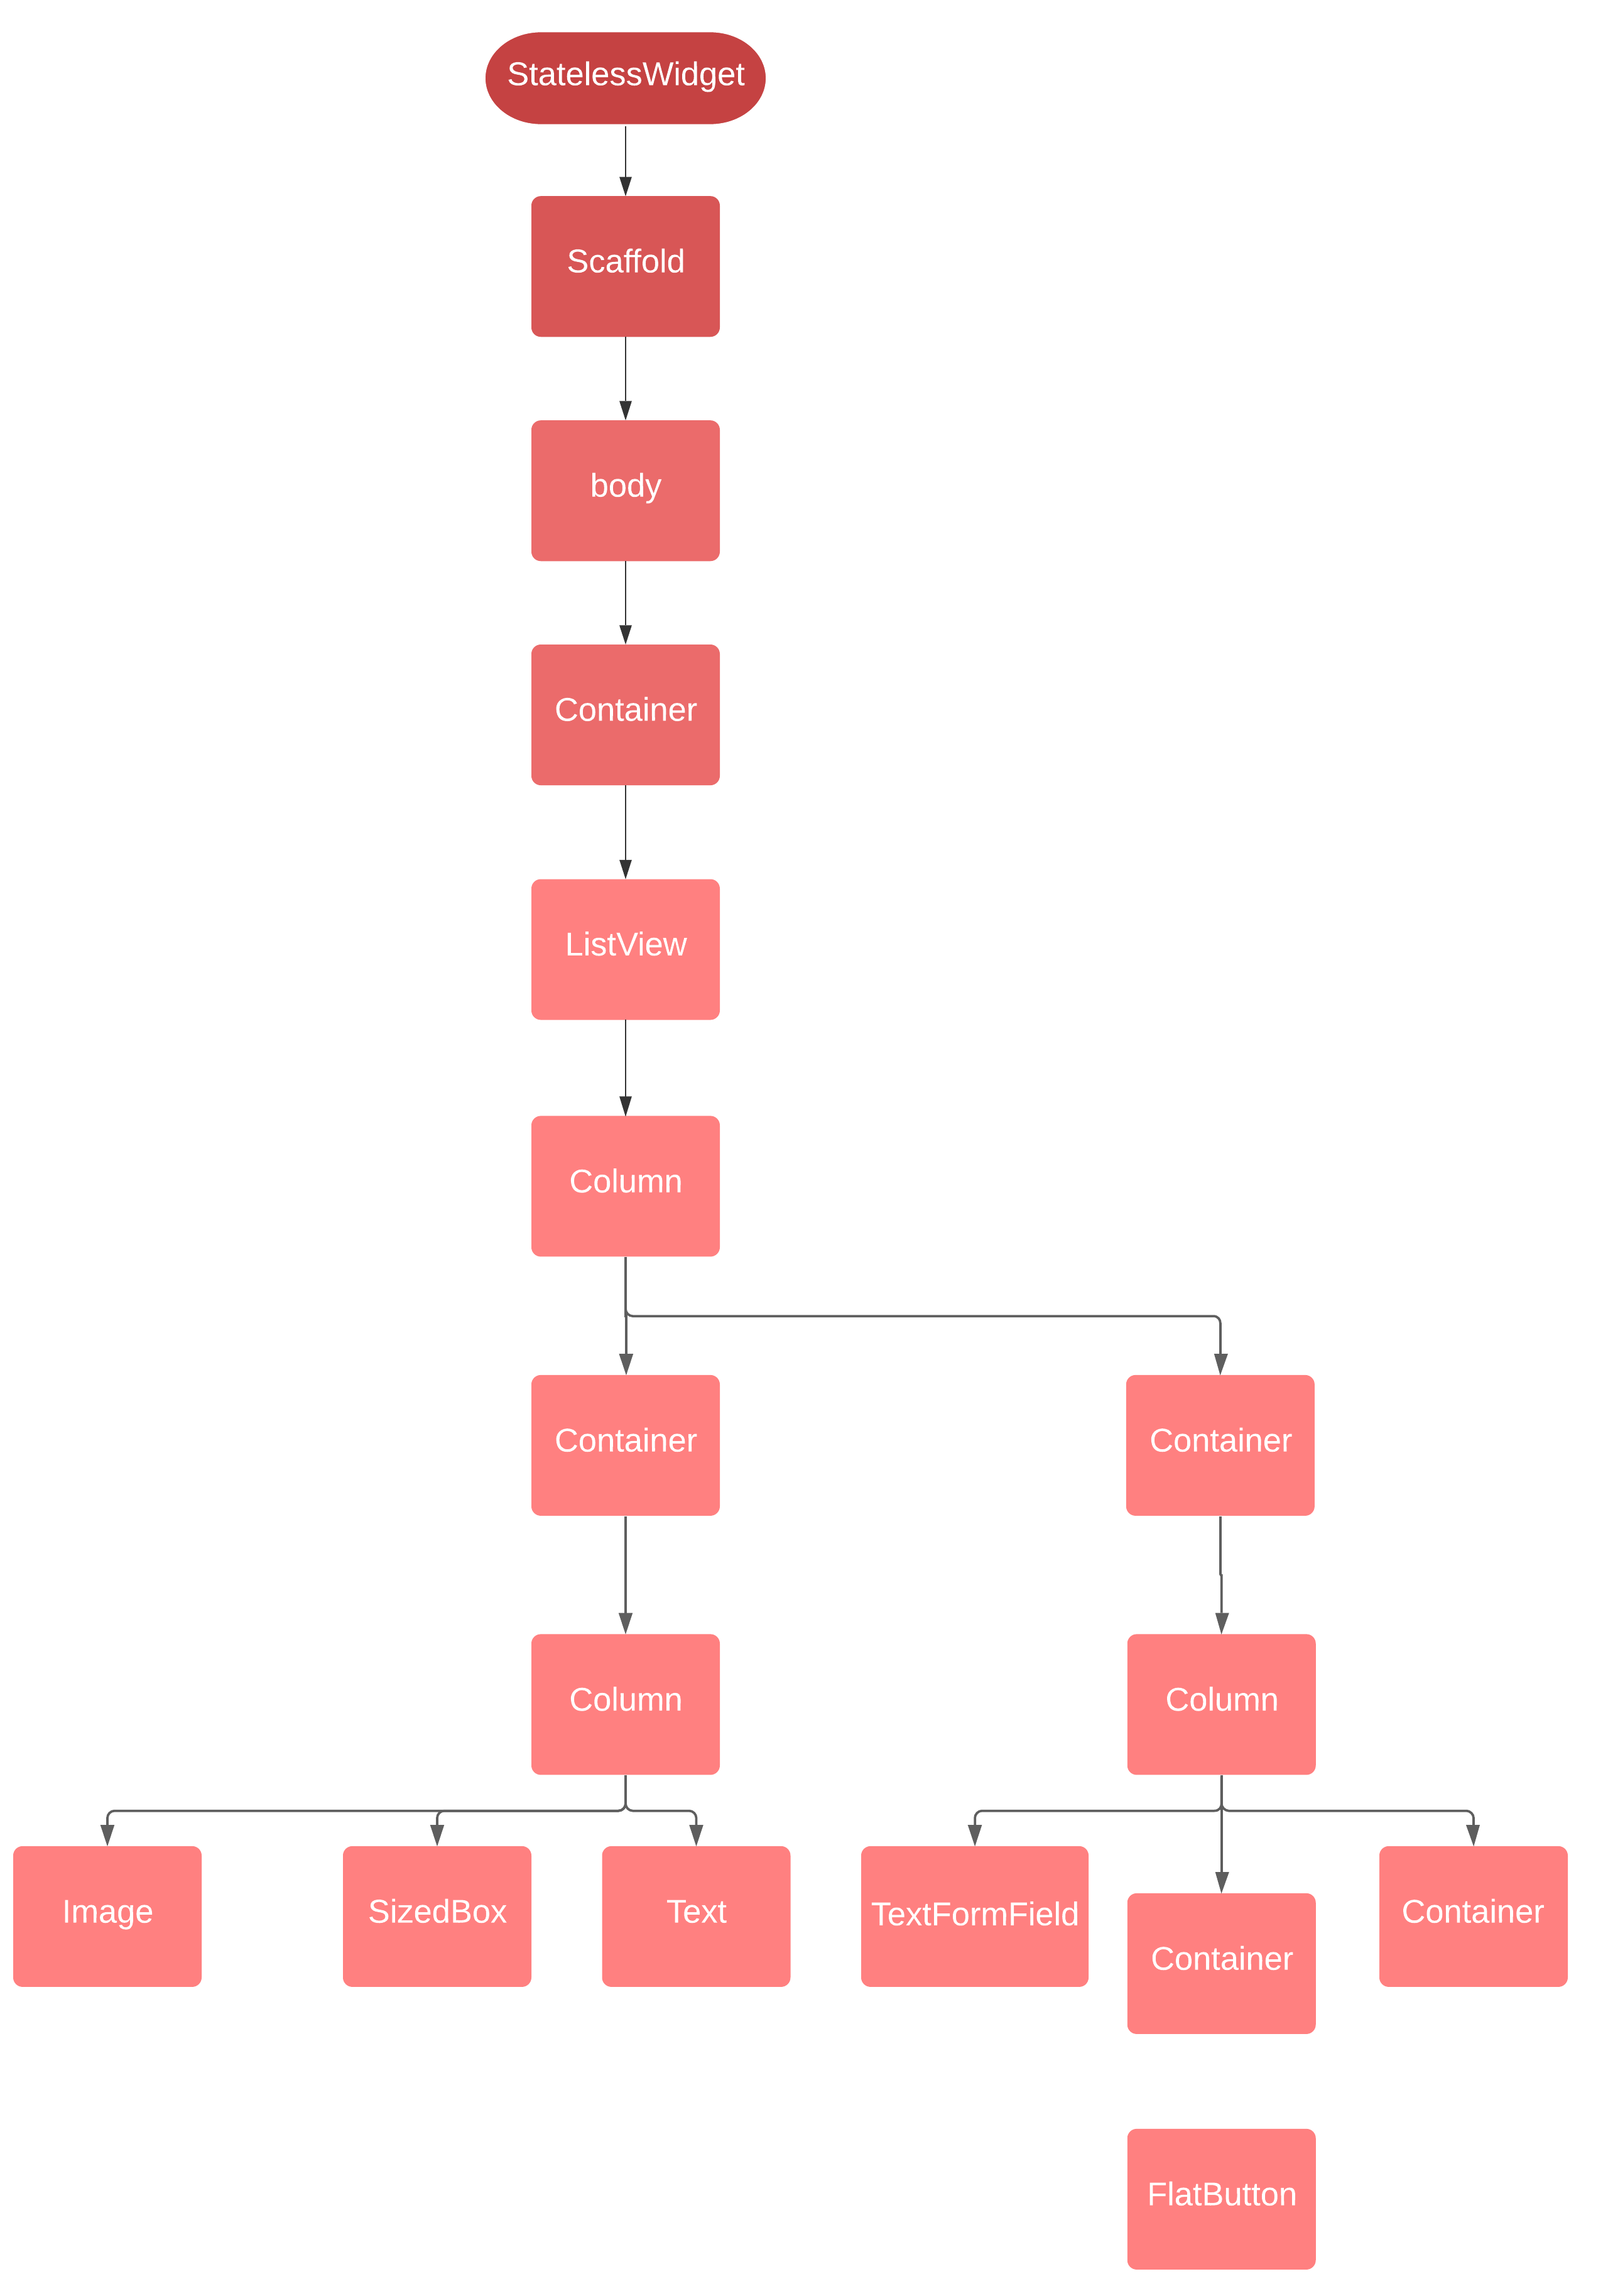 StatelessWidget
Scaffold
body
Container
ListView
Column
Container
Container
Column
Column
Image
SizedBox
Text
TextFormField
Container
Container
FlatButton